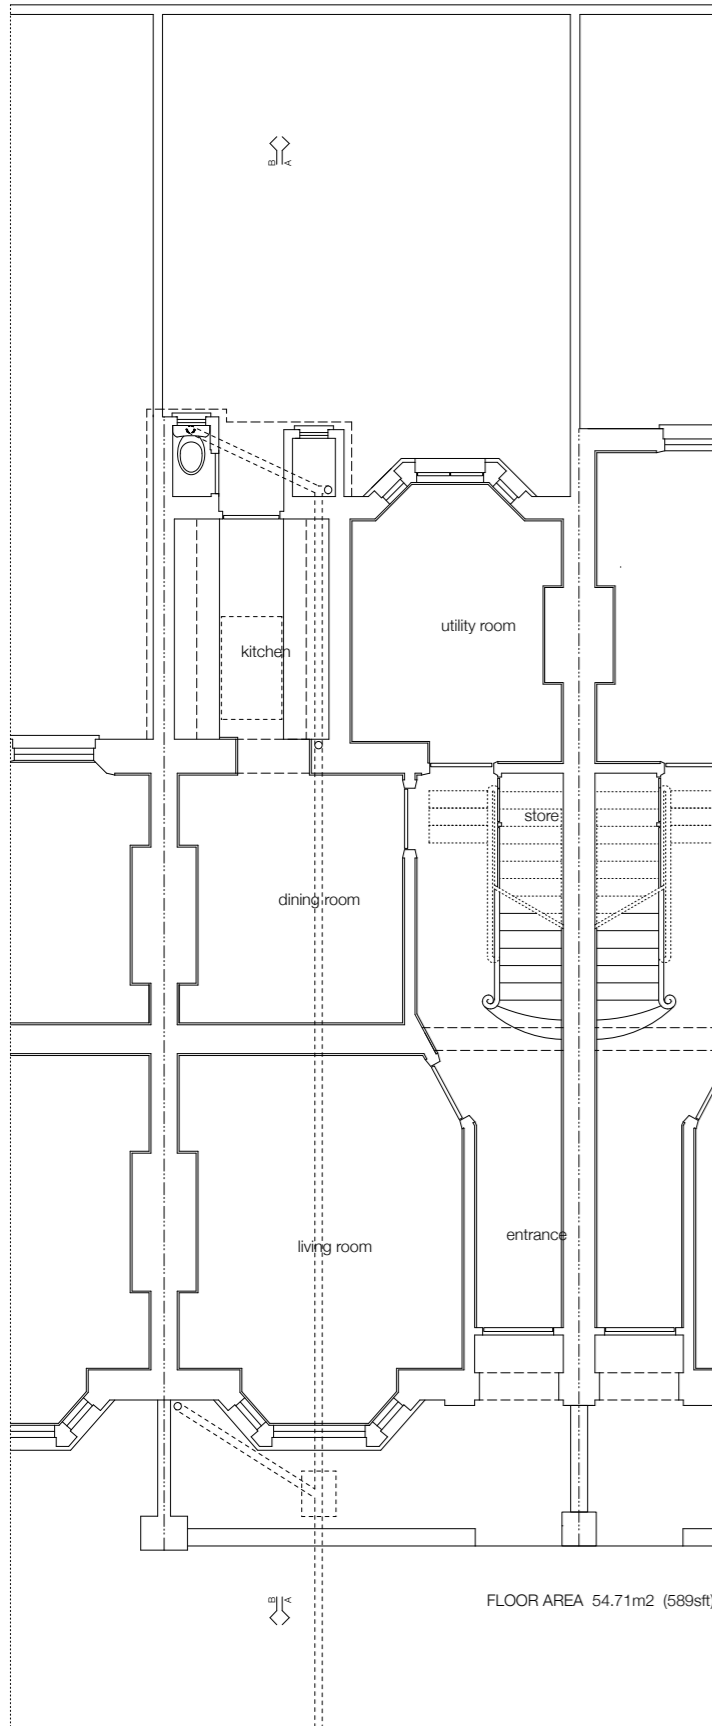 B A
utility room
kitchen
store
dining room
living room
entrance
FLOOR AREA 54.71m2 (589sft)
B A